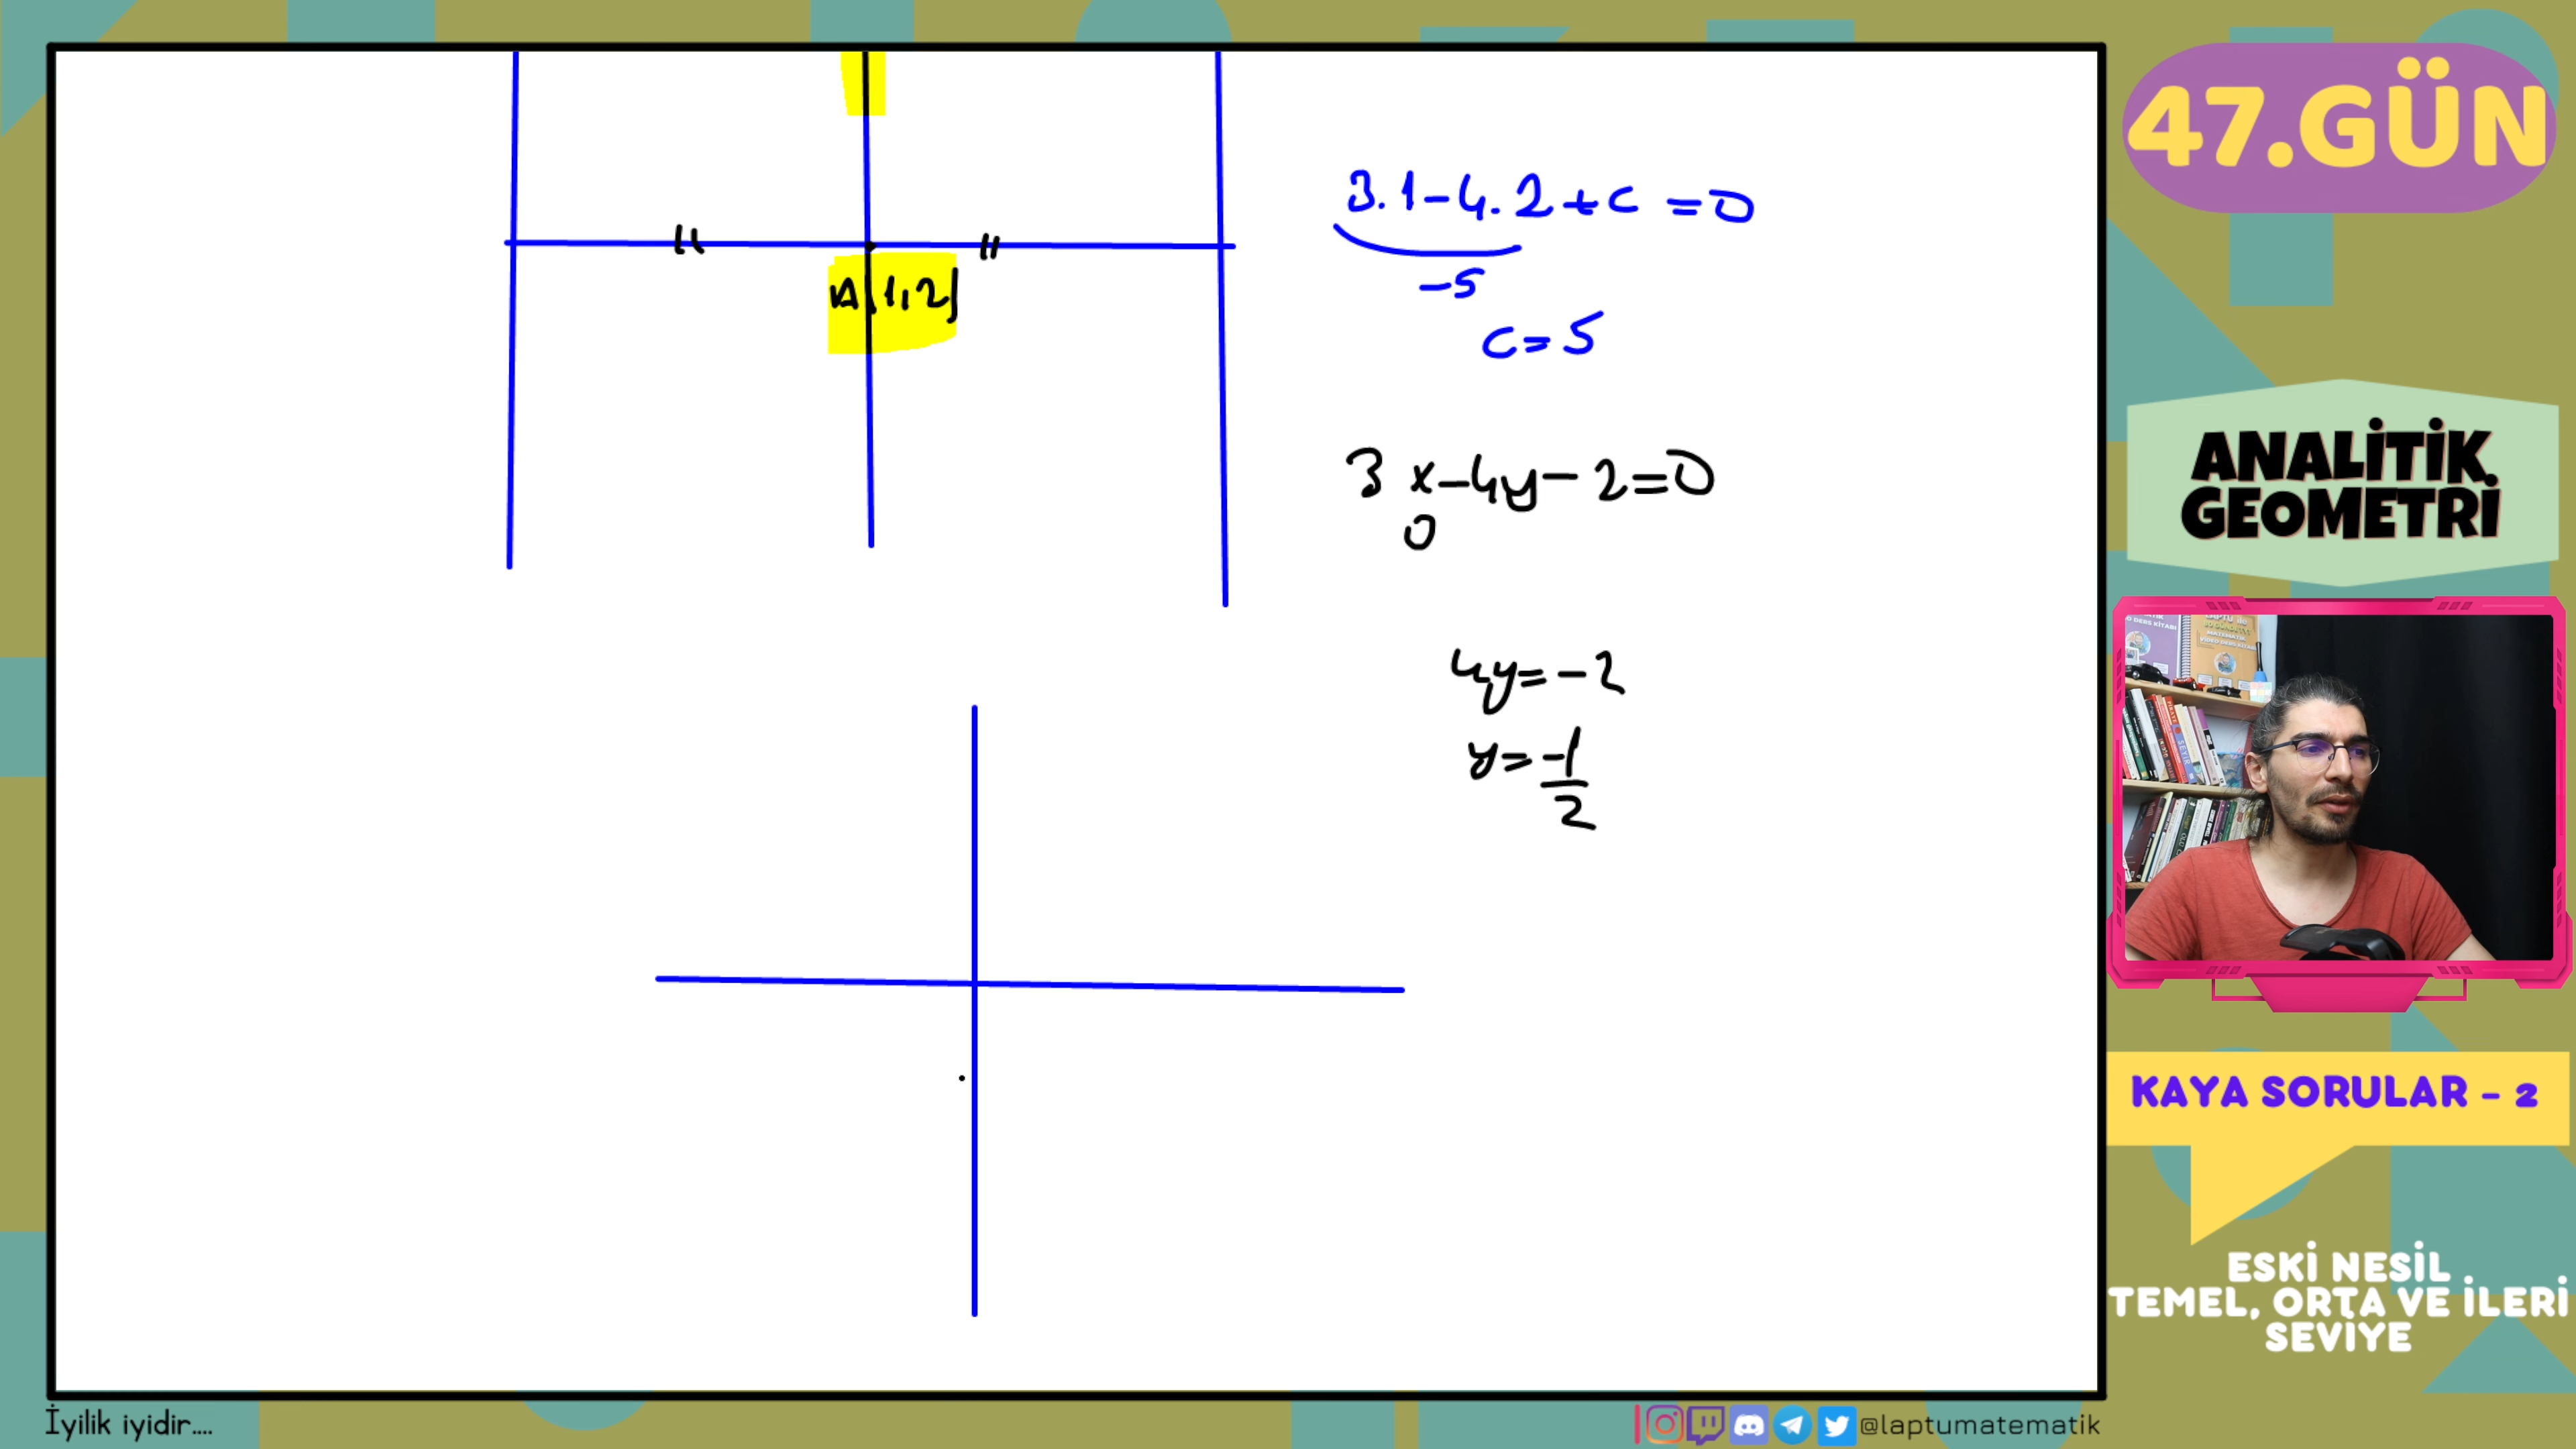 A(1,2)
3.1-4.2+c=0
-5
c=5
3x-4y-2=0
0
4y=-2
y=-1/2
47.GÜN
ANALİTİK
GEOMETRİ
KAYA SORULAR - 2
ESKİ NESİL
TEMEL, ORTA VE İLERİ
SEVİYE
İyilik iyidir....
@laptumatematik